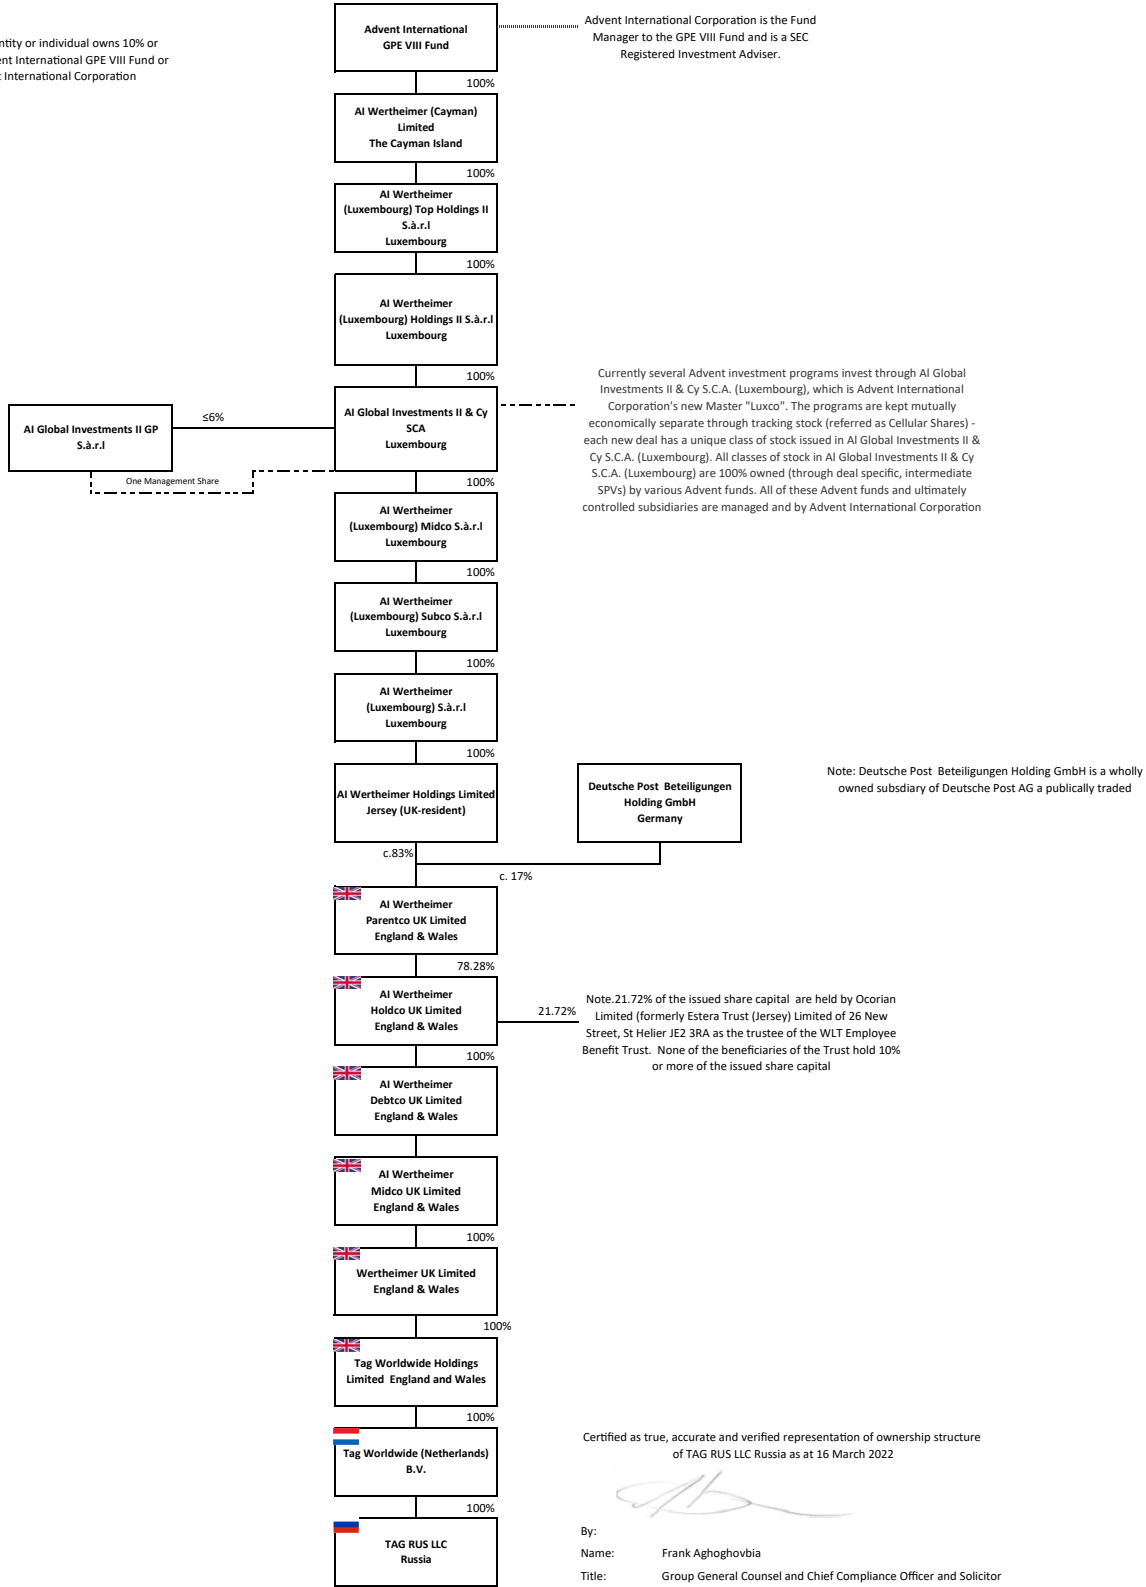 Advent International
GPE VIII Fund
Advent International Corporation is the Fund
Manager to the GPE VIII Fund and is a SEC
Registered Investment Adviser.
ntity or individual owns 10% or
ent International GPE VIII Fund or
t International Corporation
100%
AI Wertheimer (Cayman)
Limited
The Cayman Island
100%
AI Wertheimer
(Luxembourg) Top Holdings II
S.à.r.l
Luxembourg
100%
AI Wertheimer
(Luxembourg) Holdings II S.à.r.l
Luxembourg
100%
AI Global Investments II GP
S.à.r.l
≤6%
One Management Share
AI Global Investments II & Cy
SCA
Luxembourg
Currently several Advent investment programs invest through AI Global
Investments II & Cy S.C.A. (Luxembourg), which is Advent International
Corporation's new Master "Luxco". The programs are kept mutually
economically separate through tracking stock (referred as Cellular Shares) -
each new deal has a unique class of stock issued in AI Global Investments II &
Cy S.C.A. (Luxembourg). All classes of stock in AI Global Investments II & Cy
S.C.A. (Luxembourg) are 100% owned (through deal specific, intermediate
SPVs) by various Advent funds. All of these Advent funds and ultimately
controlled subsidiaries are managed and by Advent International Corporation
100%
AI Wertheimer
(Luxembourg) Midco S.à.r.l
Luxembourg
100%
AI Wertheimer
(Luxembourg) Subco S.à.r.l
Luxembourg
100%
AI Wertheimer
(Luxembourg) S.à.r.l
Luxembourg
100%
AI Wertheimer Holdings Limited
Jersey (UK-resident)
Deutsche Post Beteiligungen
Holding GmbH
Germany
Note: Deutsche Post Beteiligungen Holding GmbH is a wholly
owned subsdiary of Deutsche Post AG a publically traded
c.83%
c. 17%
AI Wertheimer
Parentco UK Limited
England & Wales
78.28%
AI Wertheimer
Holdco UK Limited
England & Wales
21.72%
Note.21.72% of the issued share capital are held by Ocorian
Limited (formerly Estera Trust (Jersey) Limited of 26 New
Street, St Helier JE2 3RA as the trustee of the WLT Employee
Benefit Trust. None of the beneficiaries of the Trust hold 10%
or more of the issued share capital
100%
AI Wertheimer
Debtco UK Limited
England & Wales
AI Wertheimer
Midco UK Limited
England & Wales
100%
Wertheimer UK Limited
England & Wales
100%
Tag Worldwide Holdings
Limited England and Wales
100%
Tag Worldwide (Netherlands)
B.V.
100%
TAG RUS LLC
Russia
Certified as true, accurate and verified representation of ownership structure
of TAG RUS LLC Russia as at 16 March 2022
By:
Name: Frank Aghoghovbia
Title: Group General Counsel and Chief Compliance Officer and Solicitor